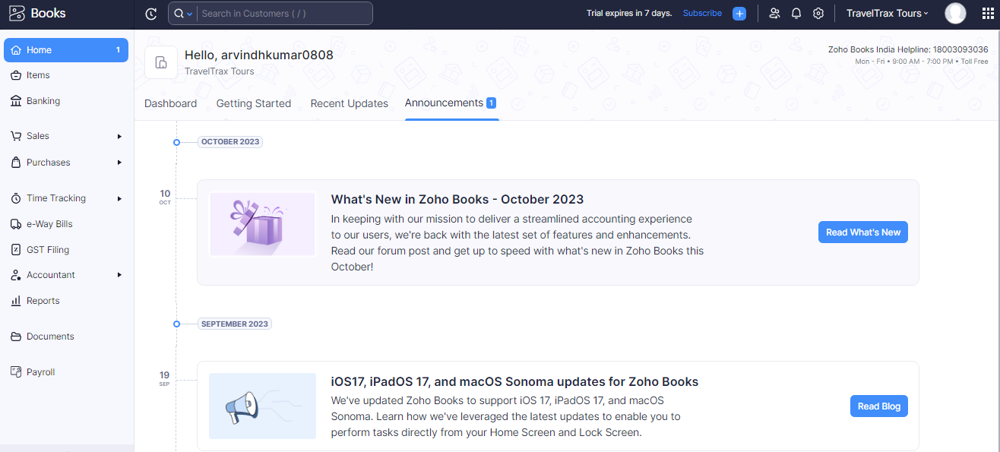 Books
Search in Customers ( / )
Trial expires in 7 days.
Subscribe
TravelTrax Tours
Home 1
Items
Banking
Sales
Purchases
Time Tracking
e-Way Bills
GST Filing
Accountant
Reports
Documents
Payroll
Hello, arvindhkumar0808
TravelTrax Tours
Zoho Books India Helpline: 18003093036
Mon - Fri • 9:00 AM - 7:00 PM • Toll Free
Dashboard Getting Started Recent Updates Announcements 1
OCTOBER 2023
10
OCT
What's New in Zoho Books - October 2023
In keeping with our mission to deliver a streamlined accounting experience
to our users, we're back with the latest set of features and enhancements.
Read our forum post and get up to speed with what's new in Zoho Books this
October!
Read What's New
SEPTEMBER 2023
19
SEP
iOS17, iPadOS 17, and macOS Sonoma updates for Zoho Books
We've updated Zoho Books to support iOS 17, iPadOS 17, and macOS
Sonoma. Learn how we've leveraged the latest updates to enable you to
perform tasks directly from your Home Screen and Lock Screen.
Read Blog